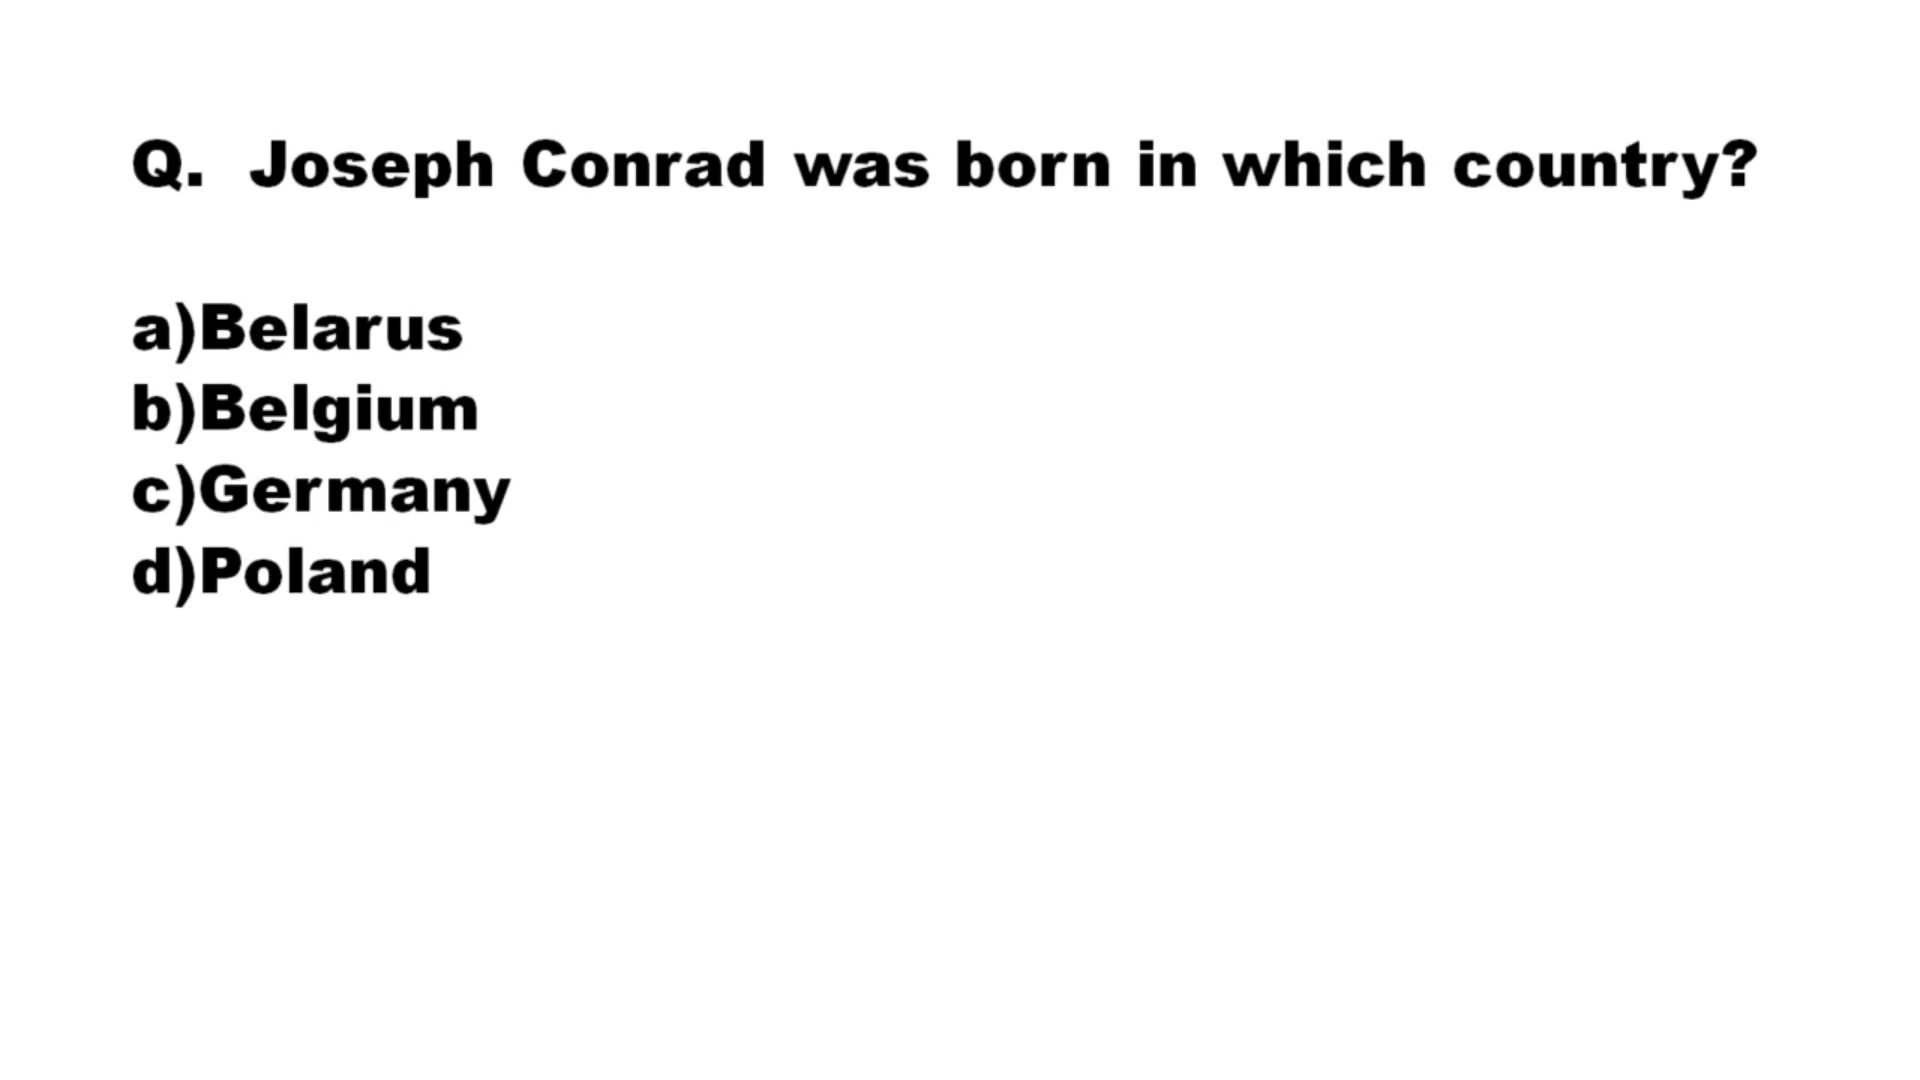 Q.  Joseph Conrad was born in which country?
a)Belarus
b)Belgium
c)Germany
d)Poland